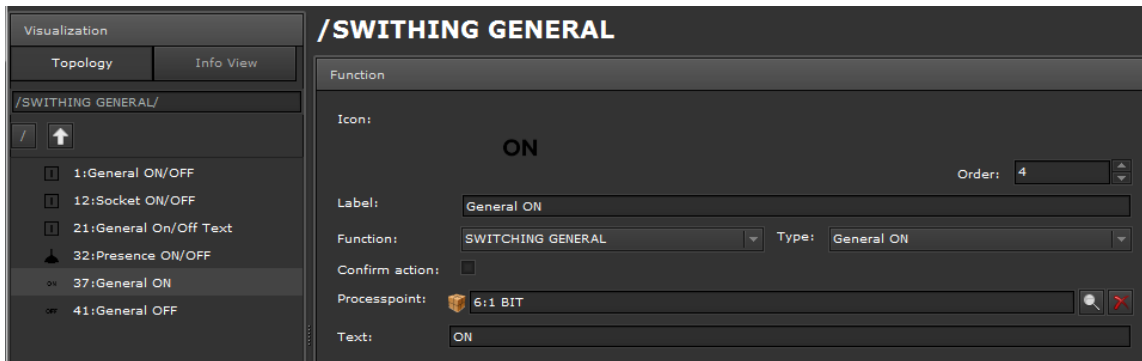 Visualization
Topology
Info View
/SWITHING GENERAL/
/
1:General ON/OFF
12:Socket ON/OFF
21:General On/Off Text
32:Presence ON/OFF
ON 37:General ON
OFF 41:General OFF
/SWITHING GENERAL
Function
Icon:
ON
Order: 4
Label: General ON
Function: SWITCHING GENERAL Type: General ON
Confirm action:
Processpoint: 6:1 BIT
Text: ON